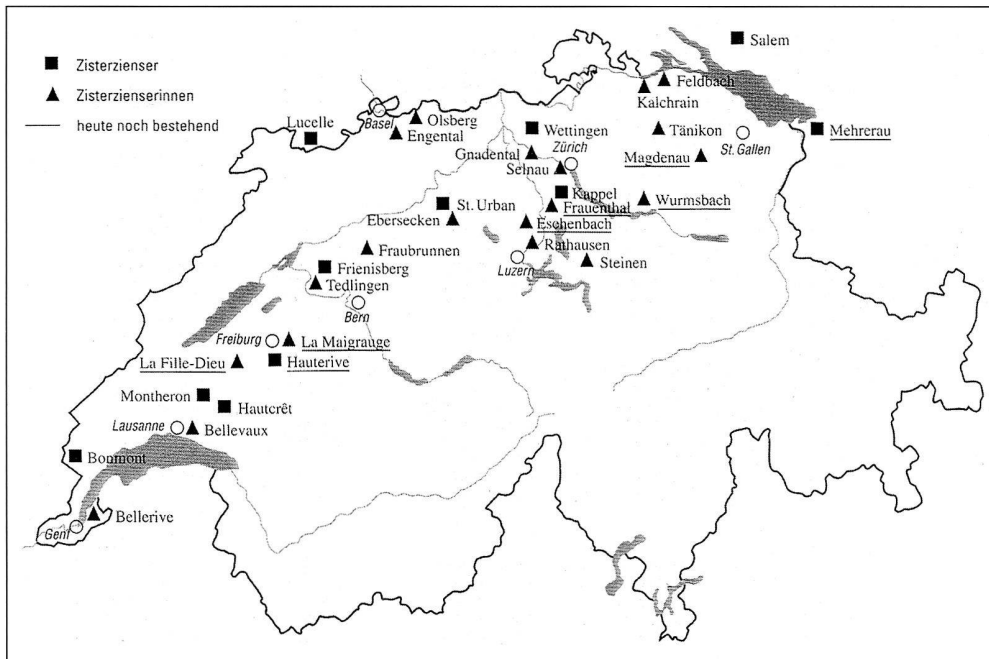 Zisterzienser
Zisterzienserinnen
heute noch bestehend
Salem
Feldbach
Kalchrain
Basel
Olsberg
Lucelle
Engental
Wettingen
Zürich
Tänikon
St. Gallen
Mehrerau
Gnadental
Selnau
Magdenau
Kappel
St. Urban
Frauenthal
Wurmsbach
Ebersecken
Eschenbach
Fraubrunnen
Rathausen
Luzern
Steinen
Frienisberg
Tedlingen
Bern
Freiburg
La Maigrauge
La Fille-Dieu
Hauterive
Montheron
Hautcrêt
Lausanne
Bellevaux
Bonmont
Bellerive
Genf